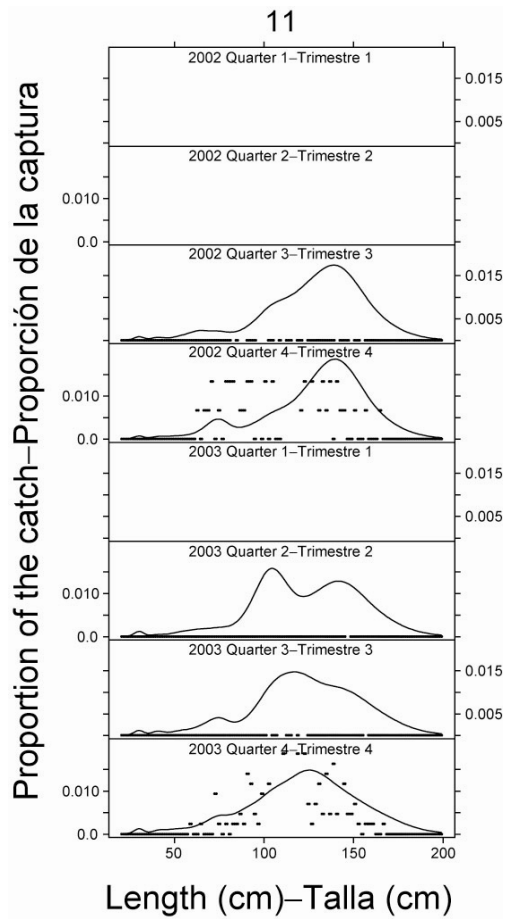 11
Proportion of the catch–Proporción de la captura
2002 Quarter 1–Trimestre 1
0.015
0.005
2002 Quarter 2–Trimestre 2
0.010
0.0
2002 Quarter 3–Trimestre 3
0.015
0.005
2002 Quarter 4–Trimestre 4
0.010
0.0
2003 Quarter 1–Trimestre 1
0.015
0.005
2003 Quarter 2–Trimestre 2
0.010
0.0
2003 Quarter 3–Trimestre 3
0.015
0.005
2003 Quarter 4–Trimestre 4
0.010
0.0
50 100 150 200
Length (cm)–Talla (cm)